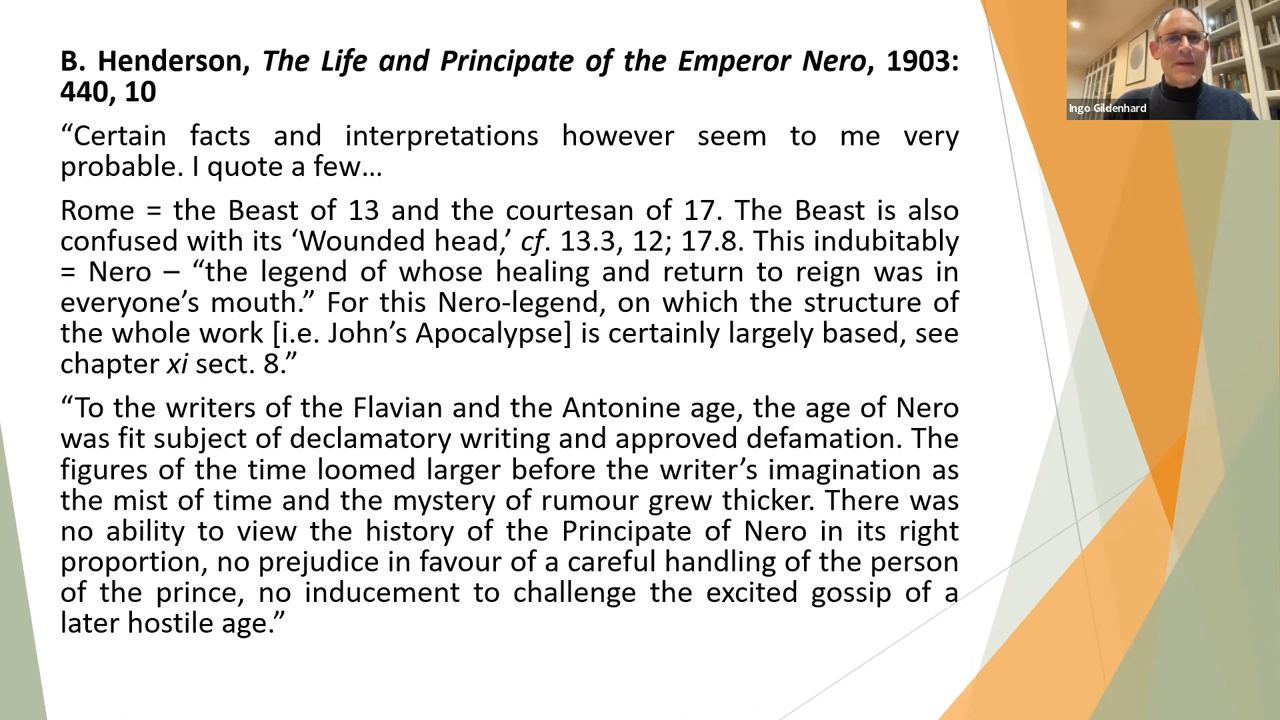 B. Henderson, The Life and Principate of the Emperor Nero, 1903:
440, 10
“Certain facts and interpretations however seem to me very
probable. I quote a few…
Rome = the Beast of 13 and the courtesan of 17. The Beast is also
confused with its ‘Wounded head,’ cf. 13.3, 12; 17.8. This indubitably
= Nero – “the legend of whose healing and return to reign was in
everyone’s mouth.” For this Nero-legend, on which the structure of
the whole work [i.e. John’s Apocalypse] is certainly largely based, see
chapter xi sect. 8.”
“To the writers of the Flavian and the Antonine age, the age of Nero
was fit subject of declamatory writing and approved defamation. The
figures of the time loomed larger before the writer’s imagination as
the mist of time and the mystery of rumour grew thicker. There was
no ability to view the history of the Principate of Nero in its right
proportion, no prejudice in favour of a careful handling of the person
of the prince, no inducement to challenge the excited gossip of a
later hostile age.”
Ingo Gildenhard